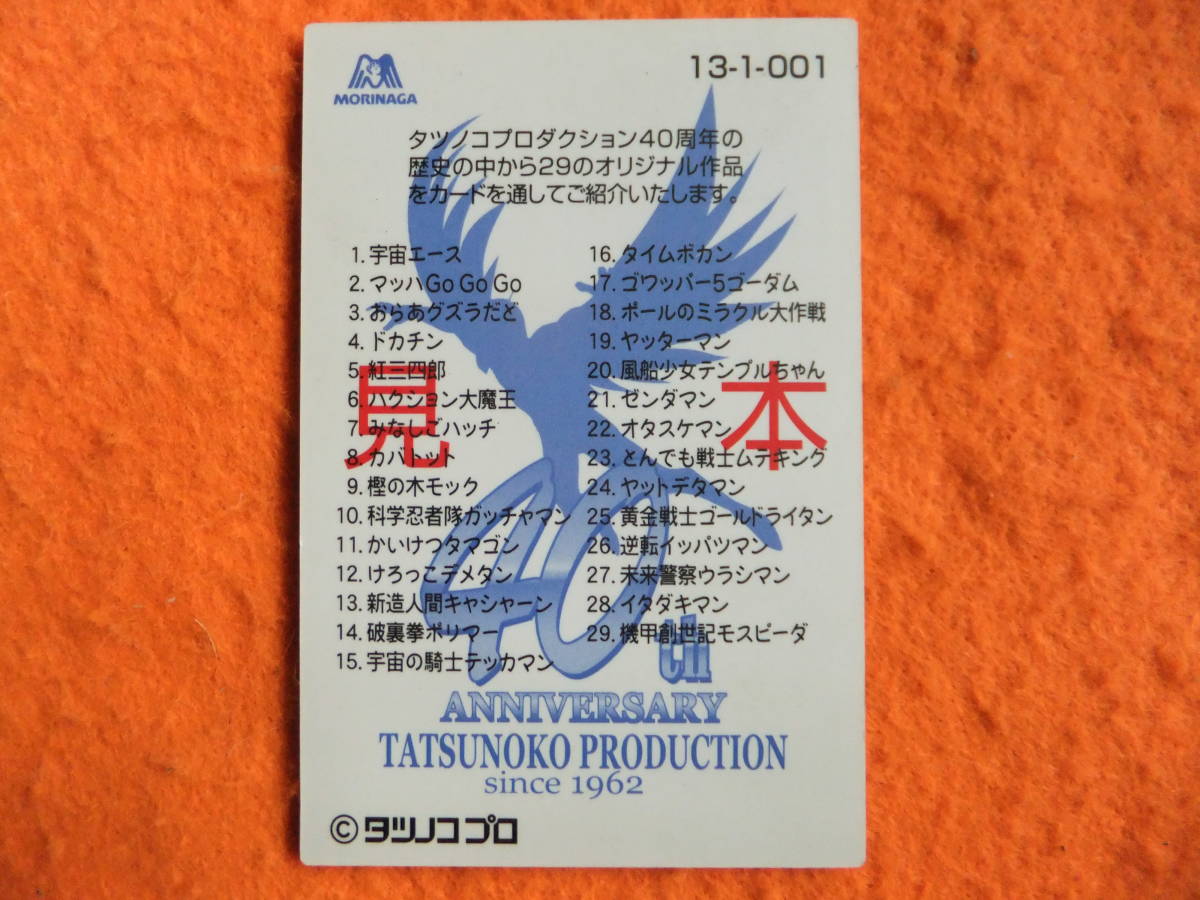 MORINAGA
13-1-001
タツノコプロダクション40周年の
歴史の中から29のオリジナル作品
をカードを通してご紹介いたします。
1.宇宙エース
2.マッハGo Go Go
3.おらあグズラだど
4.ドカチン
5.紅三四郎
6.ハクション大魔王
7.みなしごハッチ
8.カバトット
9.樫の木モック
10.科学忍者隊ガッチャマン
11.かいけつタマゴン
12.けろっこデメタン
13.新造人間キャシャーン
14.破裏拳ポリマー
15.宇宙の騎士テッカマン
16.タイムボカン
17.ゴワッパー5ゴーダム
18.ポールのミラクル大作戦
19.ヤッターマン
20.風船少女テンプルちゃん
21.ゼンダマン
22.オタスケマン
23.とんでも戦士ムテキング
24.ヤットデタマン
25.黄金戦士ゴールドライタン
26.逆転イッパツマン
27.未来警察ウラシマン
28.イタダキマン
29.機甲創世記モスピーダ
見本
40th
ANNIVERSARY
TATSUNOKO PRODUCTION
since 1962
©タツノコプロ